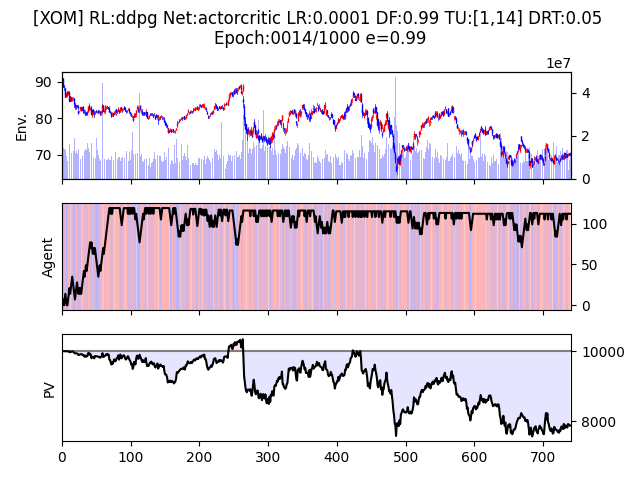 [XOM] RL:ddpg Net:actorcritic LR:0.0001 DF:0.99 TU:[1,14] DRT:0.05
Epoch:0014/1000 e=0.99
1e7
Env.
90
80
70
4
2
0
Agent
100
50
0
PV
10000
8000
0 100 200 300 400 500 600 700